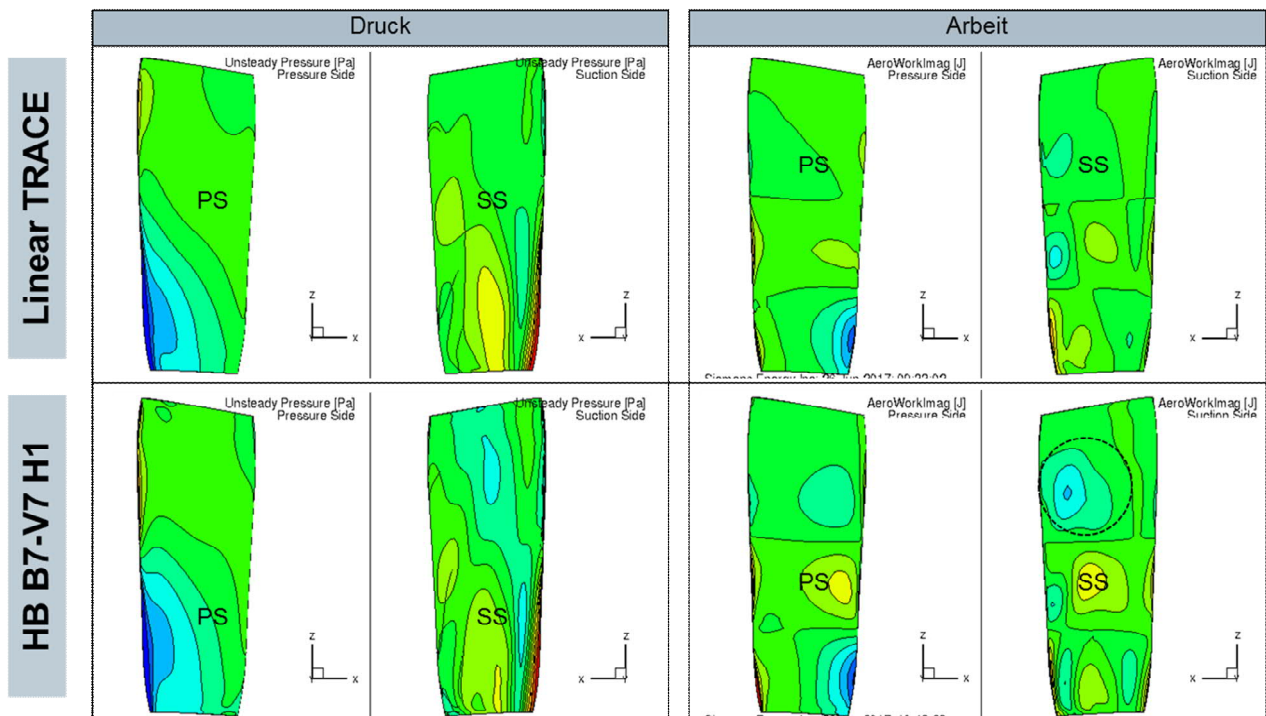 Druck
Arbeit
Linear TRACE
Unsteady Pressure [Pa]
Pressure Side
PS
z
x
Unsteady Pressure [Pa]
Suction Side
SS
z
x
AeroWorkImag [J]
Pressure Side
PS
z
x
AeroWorkImag [J]
Suction Side
SS
z
x
HB B7-V7 H1
Unsteady Pressure [Pa]
Pressure Side
PS
z
x
Unsteady Pressure [Pa]
Suction Side
SS
z
x
AeroWorkImag [J]
Pressure Side
PS
z
x
AeroWorkImag [J]
Suction Side
SS
z
x